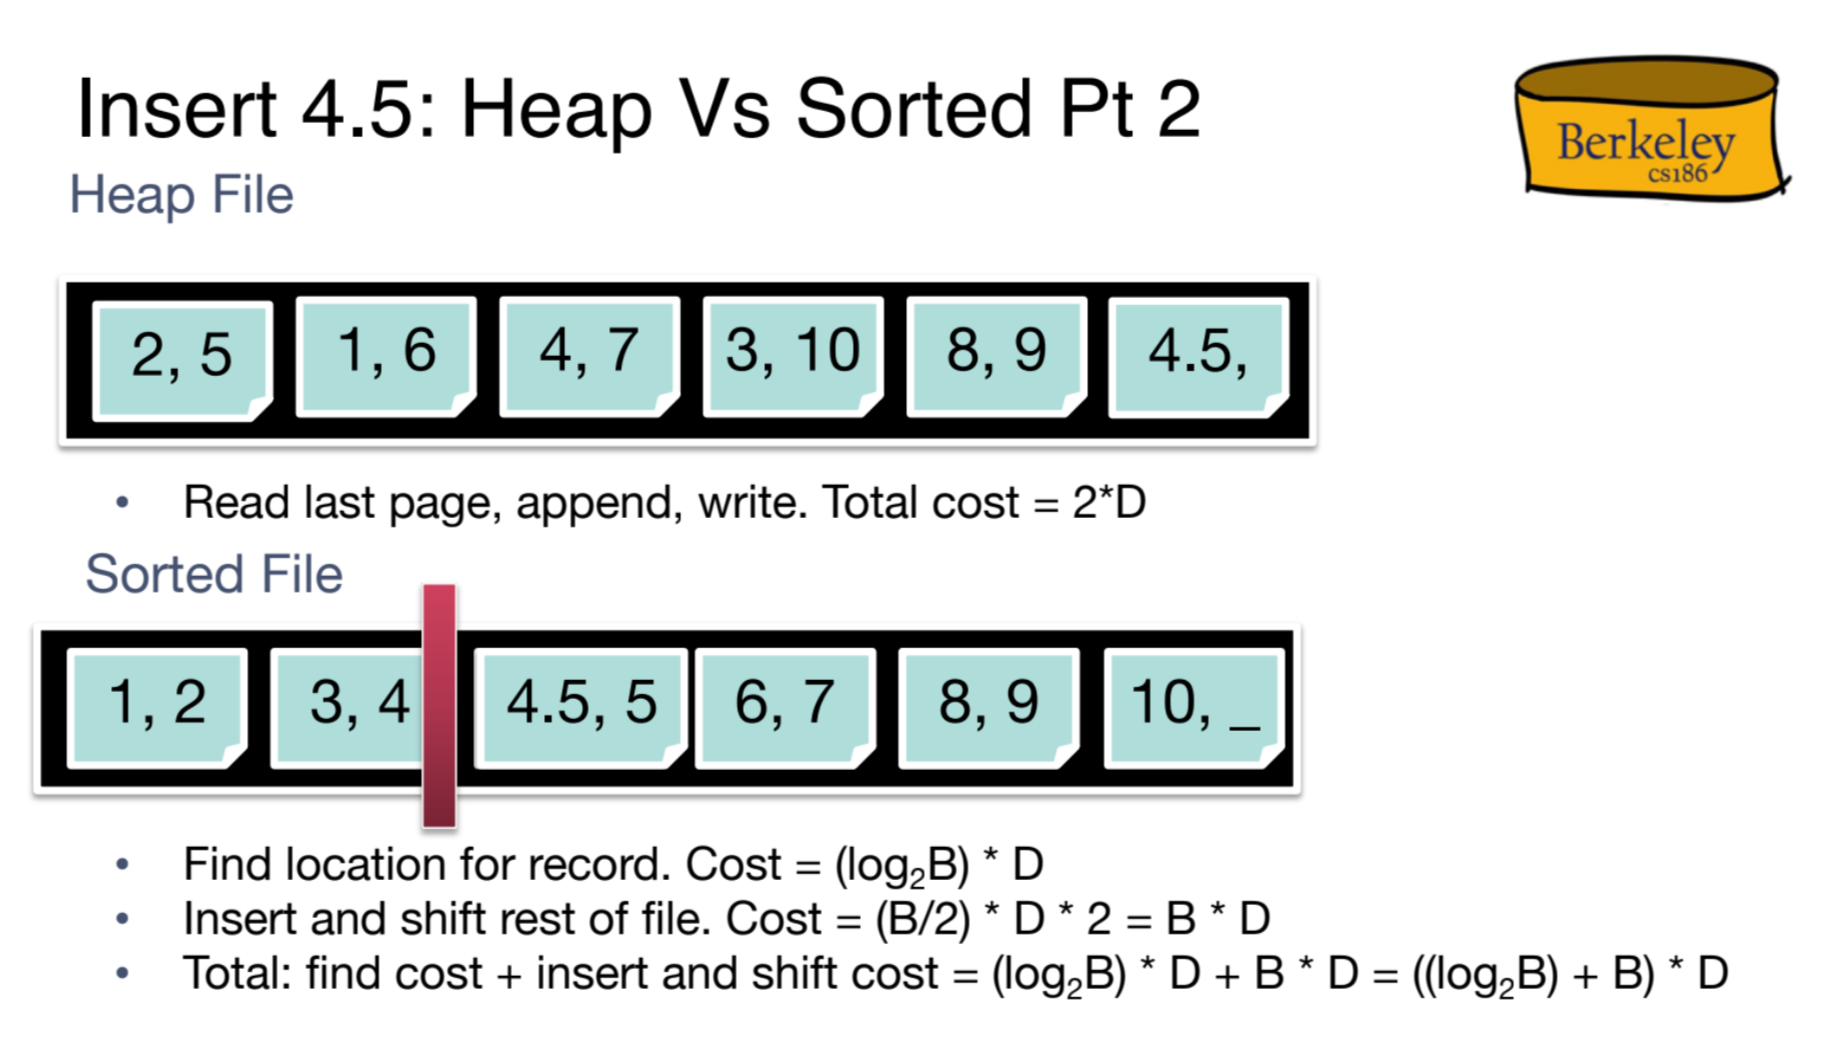 Insert 4.5: Heap Vs Sorted Pt 2
Berkeley
cs186
Heap File
2, 5 1, 6 4, 7 3, 10 8, 9 4.5,
• Read last page, append, write. Total cost = 2*D
Sorted File
1, 2 3, 4 4.5, 5 6, 7 8, 9 10, _
• Find location for record. Cost = (log₂B) * D
• Insert and shift rest of file. Cost = (B/2) * D * 2 = B * D
• Total: find cost + insert and shift cost = (log₂B) * D + B * D = ((log₂B) + B) * D